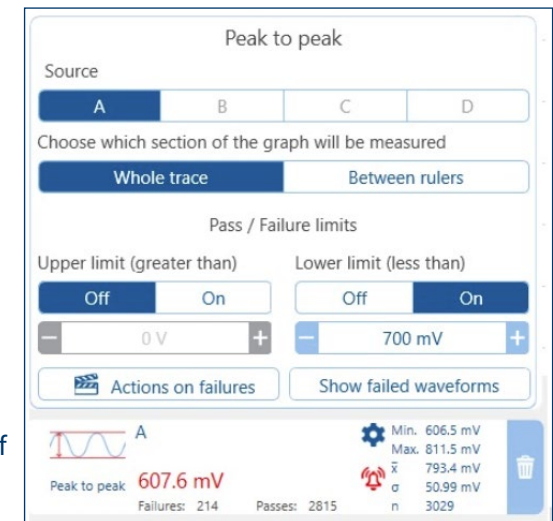 Peak to peak
Source
A B C D
Choose which section of the graph will be measured
Whole trace Between rulers
Pass / Failure limits
Upper limit (greater than) Lower limit (less than)
Off On Off On
− 0 V + − 700 mV +
Actions on failures Show failed waveforms
f
A
Min. 606.5 mV
Max. 811.5 mV
Peak to peak 607.6 mV
x̄ 793.4 mV
σ 50.99 mV
Failures: 214 Passes: 2815 n 3029